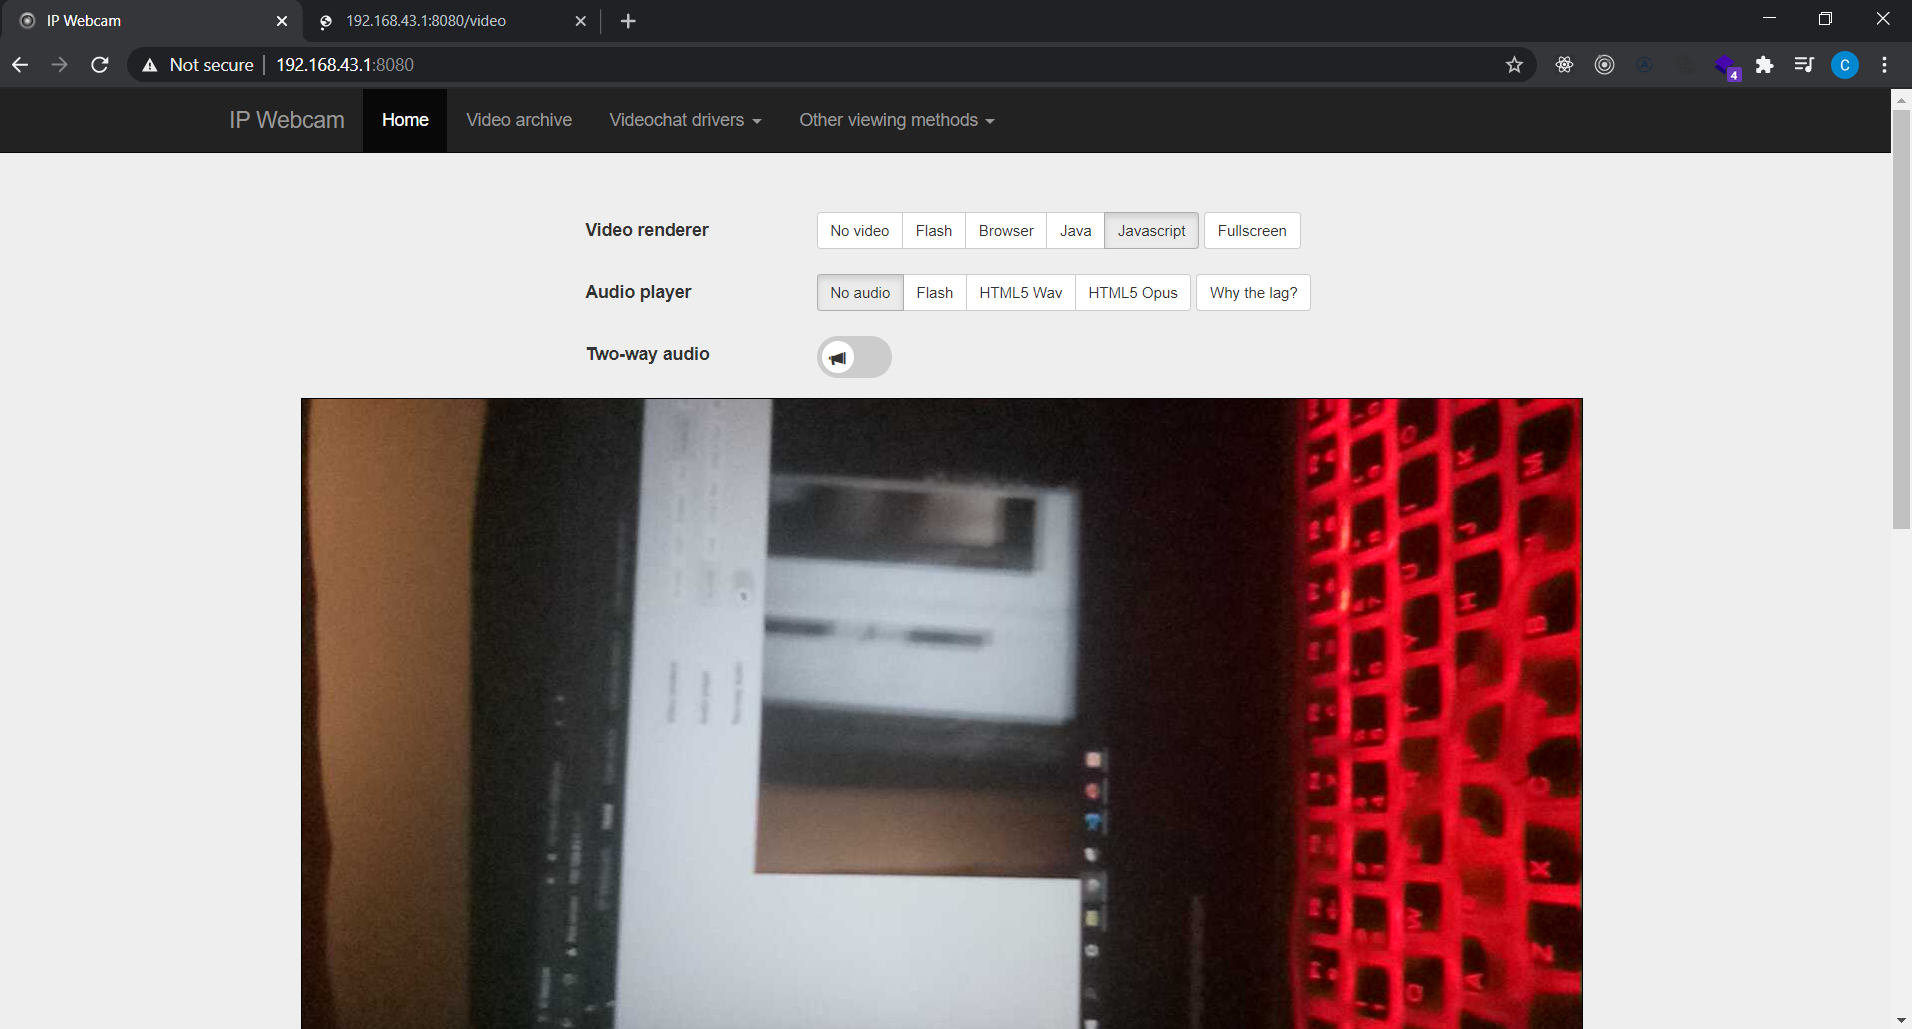 IP Webcam
192.168.43.1:8080/video
Not secure 192.168.43.1:8080
4
C
IP Webcam Home Video archive Videochat drivers Other viewing methods
Video renderer No video Flash Browser Java Javascript Fullscreen
Audio player No audio Flash HTML5 Wav HTML5 Opus Why the lag?
Two-way audio
O
K
M
I
J
U
H
B
Y
X
W
Z
Q
A